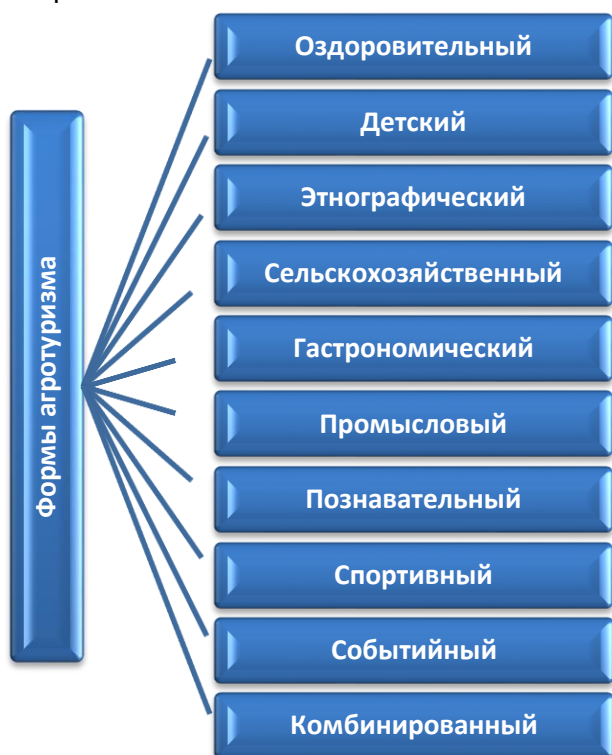 Формы агротуризма
Оздоровительный
Детский
Этнографический
Сельскохозяйственный
Гастрономический
Промысловый
Познавательный
Спортивный
Событийный
Комбинированный